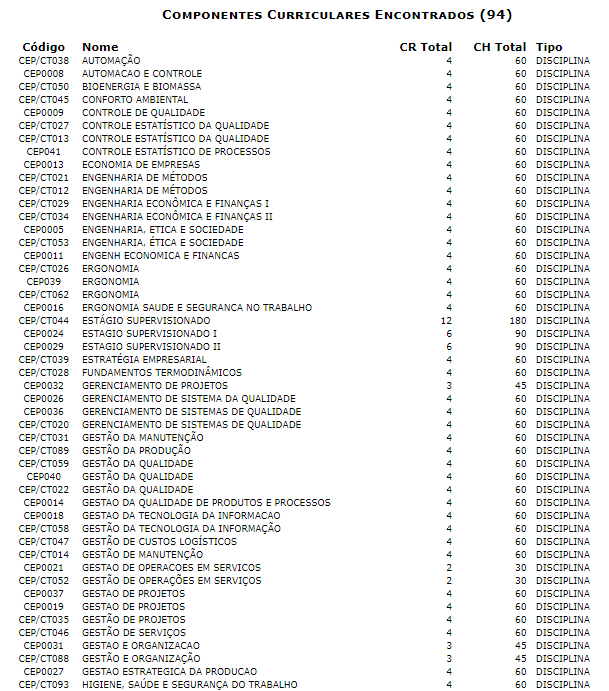 Componentes Curriculares Encontrados (94)
Código Nome CR Total CH Total Tipo
CEP/CT038 AUTOMAÇÃO 4 60 DISCIPLINA
CEP0008 AUTOMACAO E CONTROLE 4 60 DISCIPLINA
CEP/CT050 BIOENERGIA E BIOMASSA 4 60 DISCIPLINA
CEP/CT045 CONFORTO AMBIENTAL 4 60 DISCIPLINA
CEP0009 CONTROLE DE QUALIDADE 4 60 DISCIPLINA
CEP/CT027 CONTROLE ESTATÍSTICO DA QUALIDADE 4 60 DISCIPLINA
CEP/CT013 CONTROLE ESTATÍSTICO DA QUALIDADE 4 60 DISCIPLINA
CEP041 CONTROLE ESTATÍSTICO DE PROCESSOS 4 60 DISCIPLINA
CEP0013 ECONOMIA DE EMPRESAS 4 60 DISCIPLINA
CEP/CT021 ENGENHARIA DE MÉTODOS 4 60 DISCIPLINA
CEP/CT012 ENGENHARIA DE MÉTODOS 4 60 DISCIPLINA
CEP/CT029 ENGENHARIA ECONÔMICA E FINANÇAS I 4 60 DISCIPLINA
CEP/CT034 ENGENHARIA ECONÔMICA E FINANÇAS II 4 60 DISCIPLINA
CEP0005 ENGENHARIA, ETICA E SOCIEDADE 4 60 DISCIPLINA
CEP/CT053 ENGENHARIA, ÉTICA E SOCIEDADE 4 60 DISCIPLINA
CEP0011 ENGENH ECONOMICA E FINANCAS 4 60 DISCIPLINA
CEP/CT026 ERGONOMIA 4 60 DISCIPLINA
CEP039 ERGONOMIA 4 60 DISCIPLINA
CEP/CT062 ERGONOMIA 4 60 DISCIPLINA
CEP0016 ERGONOMIA SAUDE E SEGURANCA NO TRABALHO 4 60 DISCIPLINA
CEP/CT044 ESTÁGIO SUPERVISIONADO 12 180 DISCIPLINA
CEP0024 ESTAGIO SUPERVISIONADO I 6 90 DISCIPLINA
CEP0029 ESTAGIO SUPERVISIONADO II 6 90 DISCIPLINA
CEP/CT039 ESTRATÉGIA EMPRESARIAL 4 60 DISCIPLINA
CEP/CT028 FUNDAMENTOS TERMODINÂMICOS 4 60 DISCIPLINA
CEP0032 GERENCIAMENTO DE PROJETOS 3 45 DISCIPLINA
CEP0026 GERENCIAMENTO DE SISTEMA DA QUALIDADE 4 60 DISCIPLINA
CEP0036 GERENCIAMENTO DE SISTEMAS DE QUALIDADE 4 60 DISCIPLINA
CEP/CT020 GERENCIAMENTO DE SISTEMAS DE QUALIDADE 4 60 DISCIPLINA
CEP/CT031 GESTÃO DA MANUTENÇÃO 4 60 DISCIPLINA
CEP/CT089 GESTÃO DA PRODUÇÃO 4 60 DISCIPLINA
CEP/CT059 GESTÃO DA QUALIDADE 4 60 DISCIPLINA
CEP040 GESTÃO DA QUALIDADE 4 60 DISCIPLINA
CEP/CT022 GESTÃO DA QUALIDADE 4 60 DISCIPLINA
CEP0014 GESTAO DA QUALIDADE DE PRODUTOS E PROCESSOS 4 60 DISCIPLINA
CEP0018 GESTAO DA TECNOLOGIA DA INFORMACAO 4 60 DISCIPLINA
CEP/CT058 GESTÃO DA TECNOLOGIA DA INFORMAÇÃO 4 60 DISCIPLINA
CEP/CT047 GESTÃO DE CUSTOS LOGÍSTICOS 4 60 DISCIPLINA
CEP/CT014 GESTÃO DE MANUTENÇÃO 4 60 DISCIPLINA
CEP0021 GESTAO DE OPERACOES EM SERVICOS 2 30 DISCIPLINA
CEP/CT052 GESTÃO DE OPERAÇÕES EM SERVIÇOS 2 30 DISCIPLINA
CEP0037 GESTAO DE PROJETOS 4 60 DISCIPLINA
CEP0019 GESTAO DE PROJETOS 4 60 DISCIPLINA
CEP/CT035 GESTÃO DE PROJETOS 4 60 DISCIPLINA
CEP/CT046 GESTÃO DE SERVIÇOS 4 60 DISCIPLINA
CEP0031 GESTAO E ORGANIZACAO 3 45 DISCIPLINA
CEP/CT088 GESTÃO E ORGANIZAÇÃO 3 45 DISCIPLINA
CEP0027 GESTAO ESTRATEGICA DA PRODUCAO 4 60 DISCIPLINA
CEP/CT093 HIGIENE, SAÚDE E SEGURANÇA DO TRABALHO 4 60 DISCIPLINA